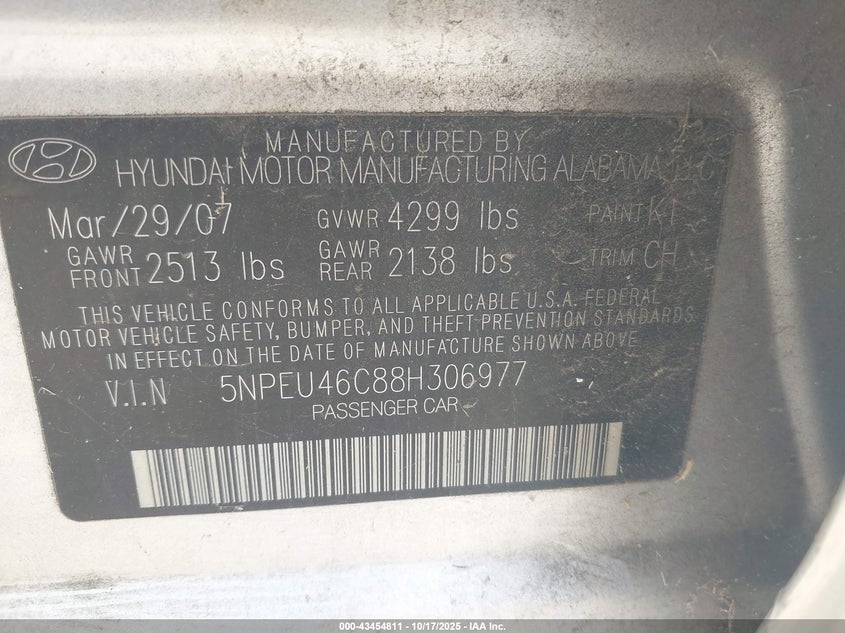 MANUFACTURED BY
HYUNDAI MOTOR MANUFACTURING ALABAMA, LLC
Mar/29/07 GVWR 4299 lbs PAINT K1
GAWR FRONT 2513 lbs GAWR REAR 2138 lbs TRIM CH
THIS VEHICLE CONFORMS TO ALL APPLICABLE U.S.A. FEDERAL
MOTOR VEHICLE SAFETY, BUMPER, AND THEFT PREVENTION STANDARDS
IN EFFECT ON THE DATE OF MANUFACTURE SHOWN ABOVE
V.I.N 5NPEU46C88H306977
PASSENGER CAR
000-43454811 - 10/17/2025 - IAA Inc.